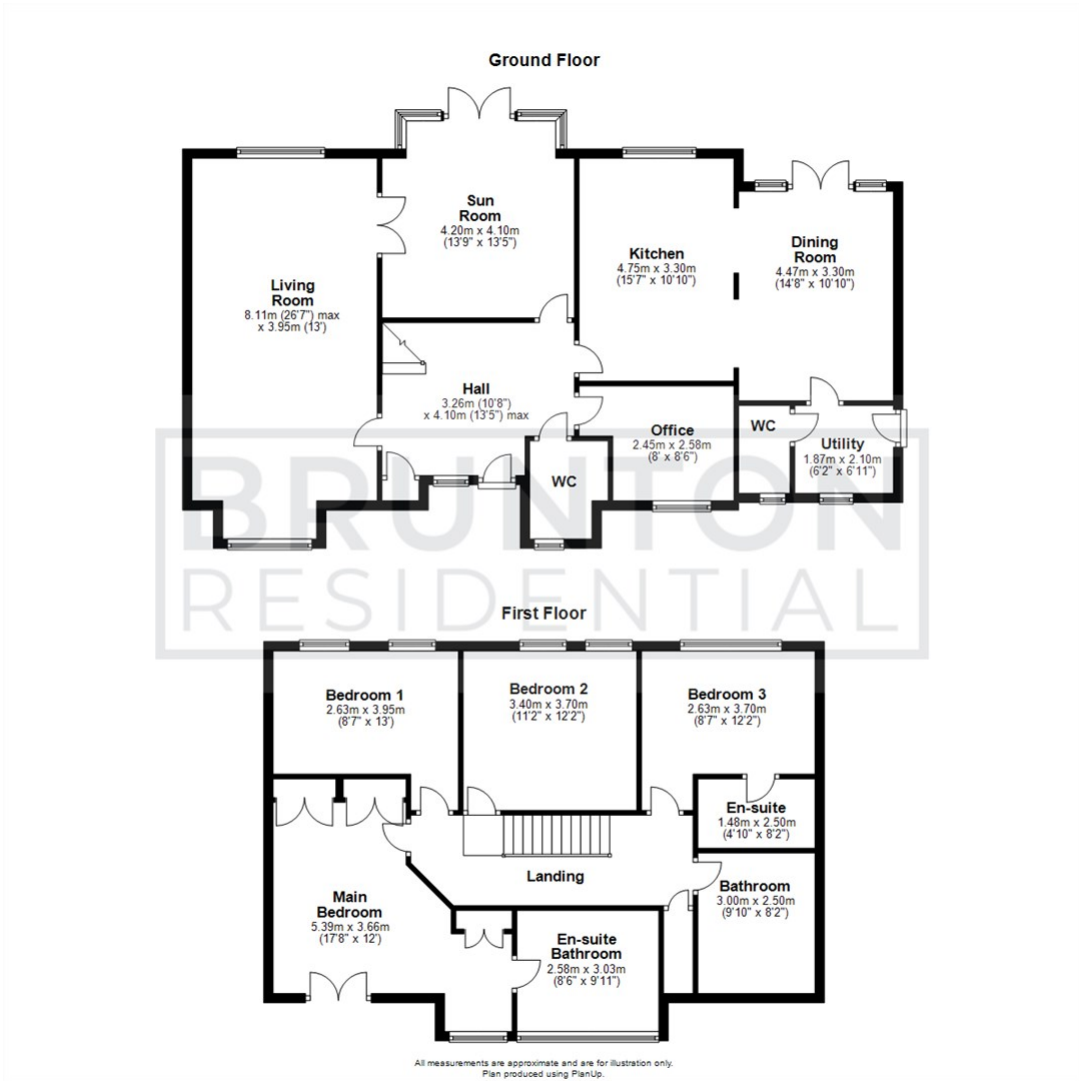 Ground Floor
Sun
Room
4.20m x 4.10m
(13'9" x 13'5")
Kitchen
4.75m x 3.30m
(15'7" x 10'10")
Dining
Room
4.47m x 3.30m
(14'8" x 10'10")
Living
Room
8.11m (26'7") max
x 3.95m (13')
Hall
3.26m (10'8")
x 4.10m (13'5") max
Office
2.45m x 2.58m
(8' x 8'6")
WC
Utility
1.87m x 2.10m
(6'2" x 6'11")
WC
BRUNTON
RESIDENTIAL
First Floor
Bedroom 1
2.63m x 3.95m
(8'7" x 13')
Bedroom 2
3.40m x 3.70m
(11'2" x 12'2")
Bedroom 3
2.63m x 3.70m
(8'7" x 12'2")
En-suite
1.48m x 2.50m
(4'10" x 8'2")
Landing
Bathroom
3.00m x 2.50m
(9'10" x 8'2")
Main
Bedroom
5.39m x 3.66m
(17'8" x 12')
En-suite
Bathroom
2.58m x 3.03m
(8'6" x 9'11")
All measurements are approximate and are for illustration only.
Plan produced using PlanUp.